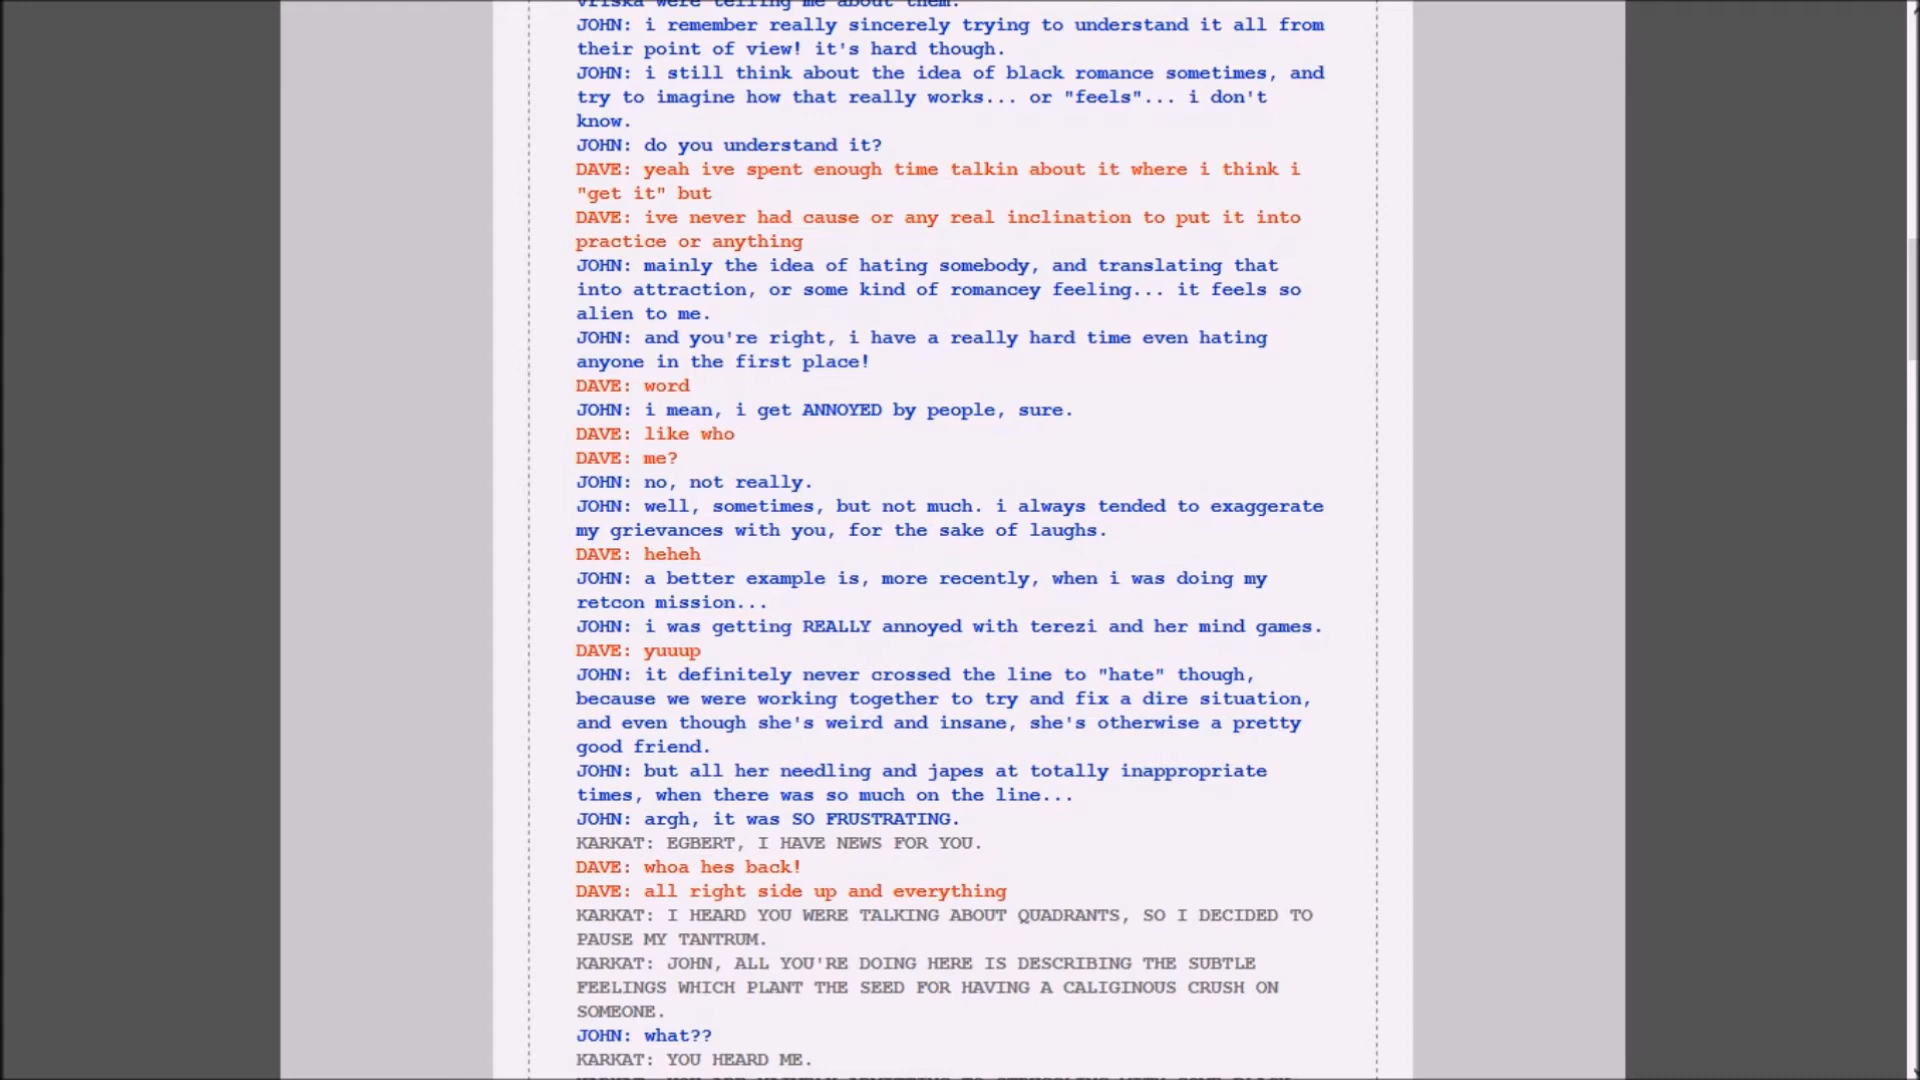 vriska were telling me about them.
JOHN: i remember really sincerely trying to understand it all from
their point of view! it's hard though.
JOHN: i still think about the idea of black romance sometimes, and
try to imagine how that really works... or "feels"... i don't
know.
JOHN: do you understand it?
DAVE: yeah ive spent enough time talkin about it where i think i
"get it" but
DAVE: ive never had cause or any real inclination to put it into
practice or anything
JOHN: mainly the idea of hating somebody, and translating that
into attraction, or some kind of romancey feeling... it feels so
alien to me.
JOHN: and you're right, i have a really hard time even hating
anyone in the first place!
DAVE: word
JOHN: i mean, i get ANNOYED by people, sure.
DAVE: like who
DAVE: me?
JOHN: no, not really.
JOHN: well, sometimes, but not much. i always tended to exaggerate
my grievances with you, for the sake of laughs.
DAVE: heheh
JOHN: a better example is, more recently, when i was doing my
retcon mission...
JOHN: i was getting REALLY annoyed with terezi and her mind games.
DAVE: yuuup
JOHN: it definitely never crossed the line to "hate" though,
because we were working together to try and fix a dire situation,
and even though she's weird and insane, she's otherwise a pretty
good friend.
JOHN: but all her needling and japes at totally inappropriate
times, when there was so much on the line...
JOHN: argh, it was SO FRUSTRATING.
KARKAT: EGBERT, I HAVE NEWS FOR YOU.
DAVE: whoa hes back!
DAVE: all right side up and everything
KARKAT: I HEARD YOU WERE TALKING ABOUT QUADRANTS, SO I DECIDED TO
PAUSE MY TANTRUM.
KARKAT: JOHN, ALL YOU'RE DOING HERE IS DESCRIBING THE SUBTLE
FEELINGS WHICH PLANT THE SEED FOR HAVING A CALIGINOUS CRUSH ON
SOMEONE.
JOHN: what??
KARKAT: YOU HEARD ME.